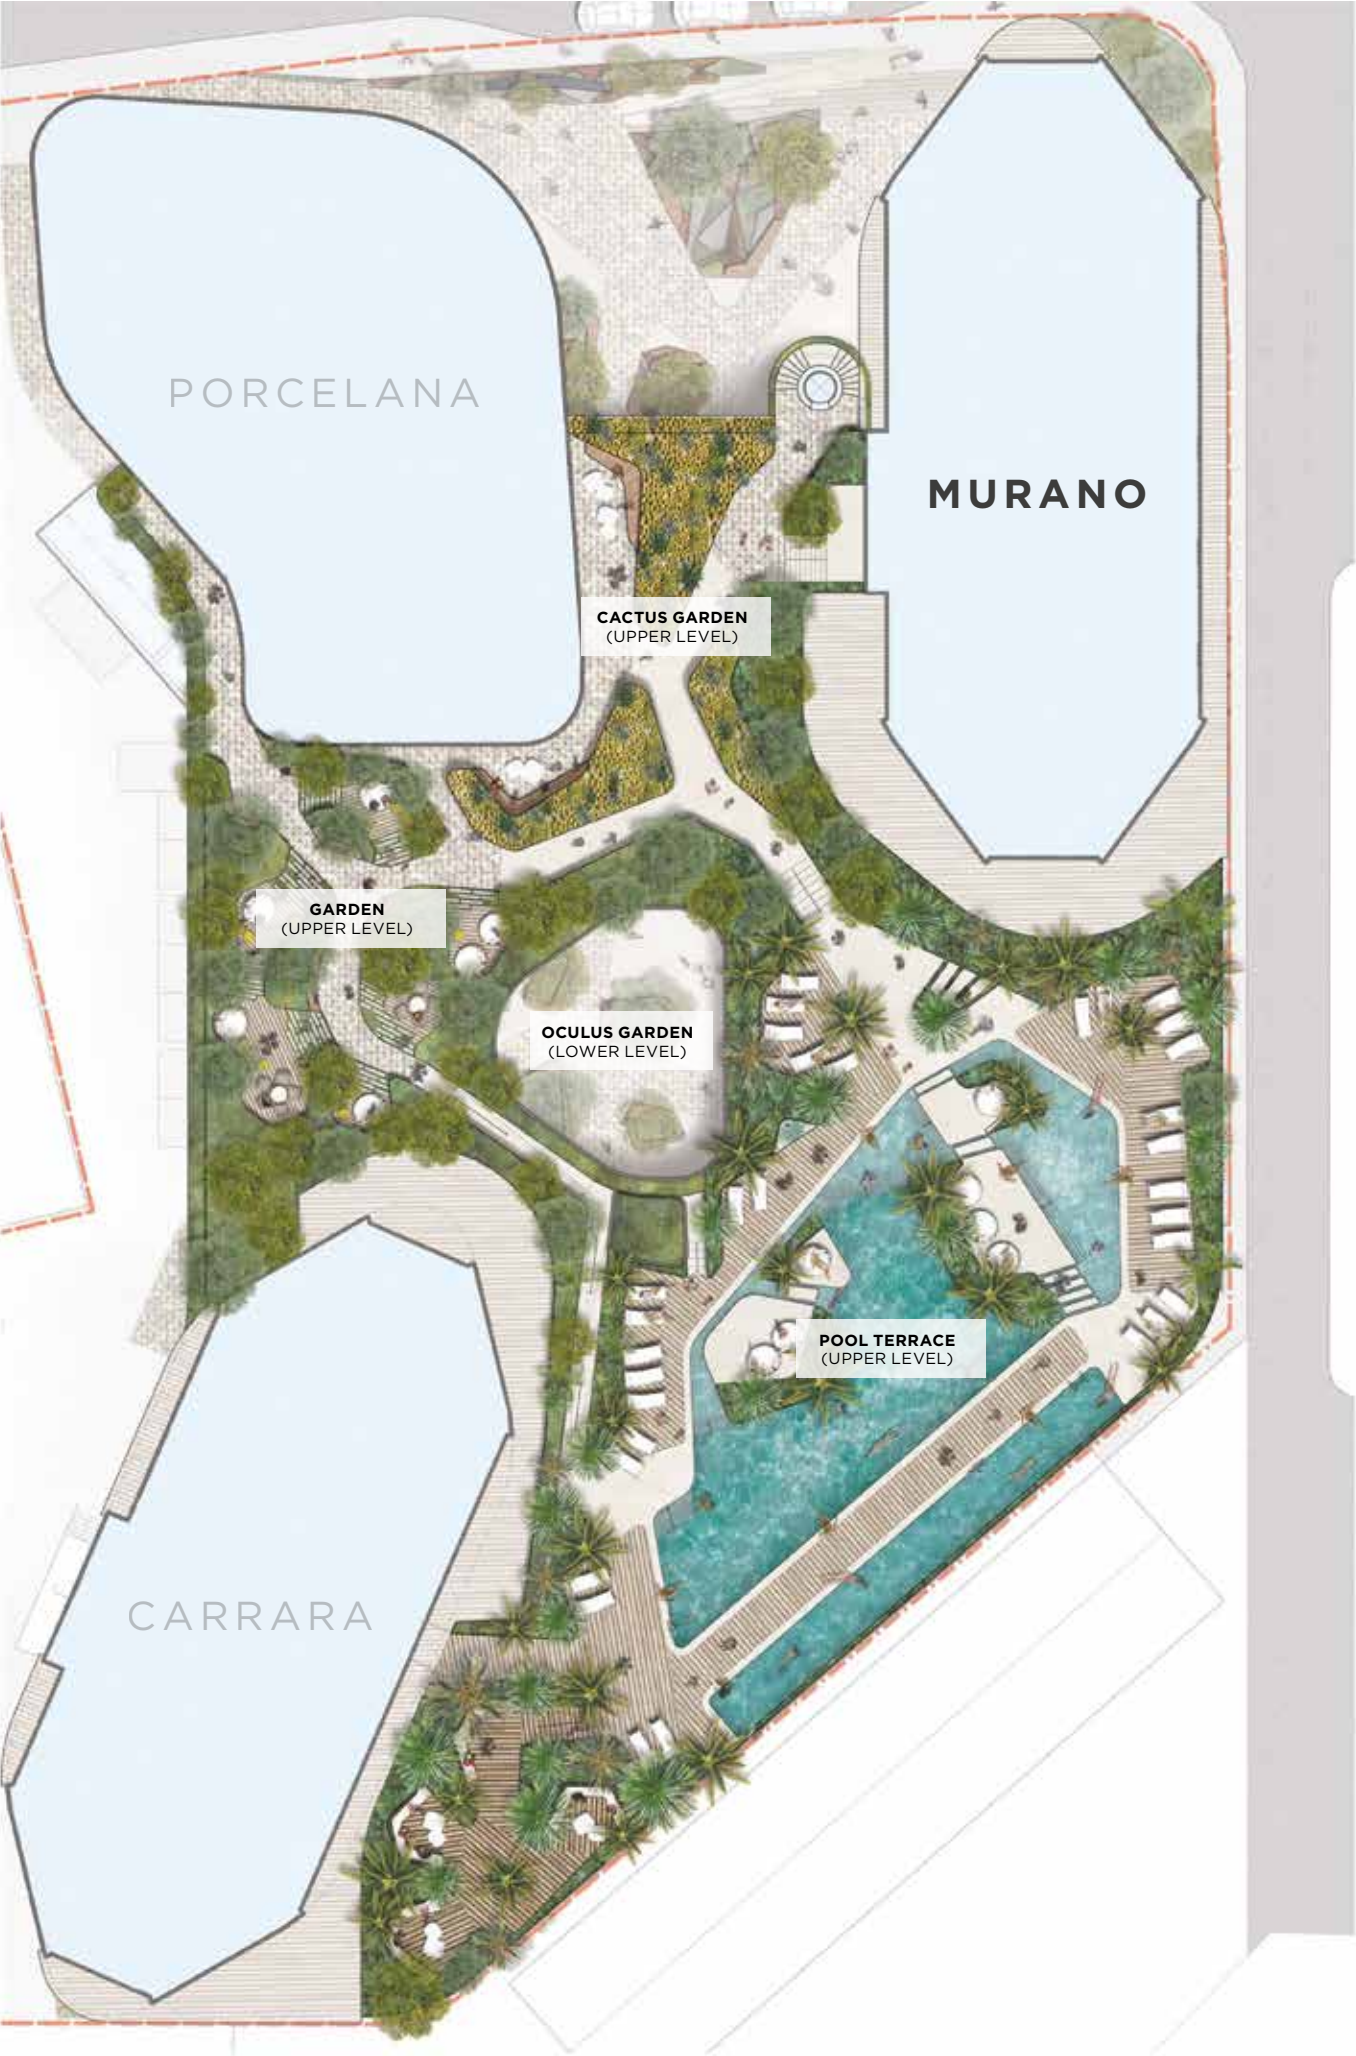 PORCELANA
MURANO
CACTUS GARDEN
(UPPER LEVEL)
GARDEN
(UPPER LEVEL)
OCULUS GARDEN
(LOWER LEVEL)
POOL TERRACE
(UPPER LEVEL)
CARRARA